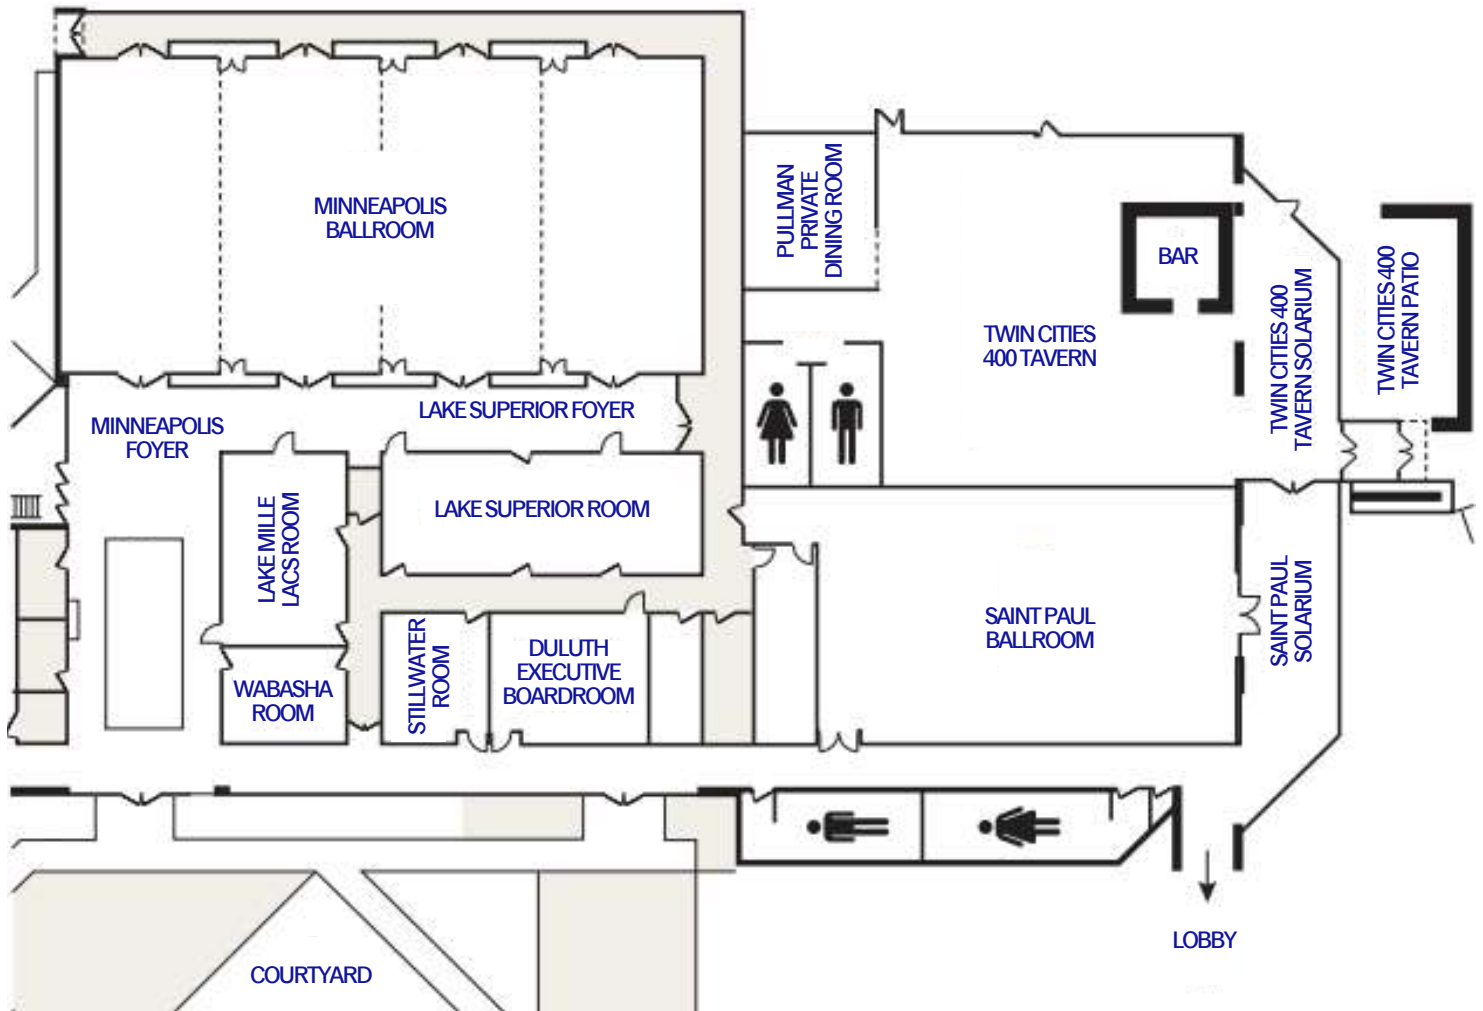 MINNEAPOLIS
BALLROOM
PULLMAN
PRIVATE
DINING ROOM
BAR
TWIN CITIES
400 TAVERN
TWIN CITIES 400
TAVERN SOLARIUM
TWIN CITIES 400
TAVERN PATIO
MINNEAPOLIS
FOYER
LAKE SUPERIOR FOYER
LAKE MILLE
LACS ROOM
LAKE SUPERIOR ROOM
WABASHA
ROOM
STILLWATER
ROOM
DULUTH
EXECUTIVE
BOARDROOM
SAINT PAUL
BALLROOM
SAINT PAUL
SOLARIUM
COURTYARD
LOBBY